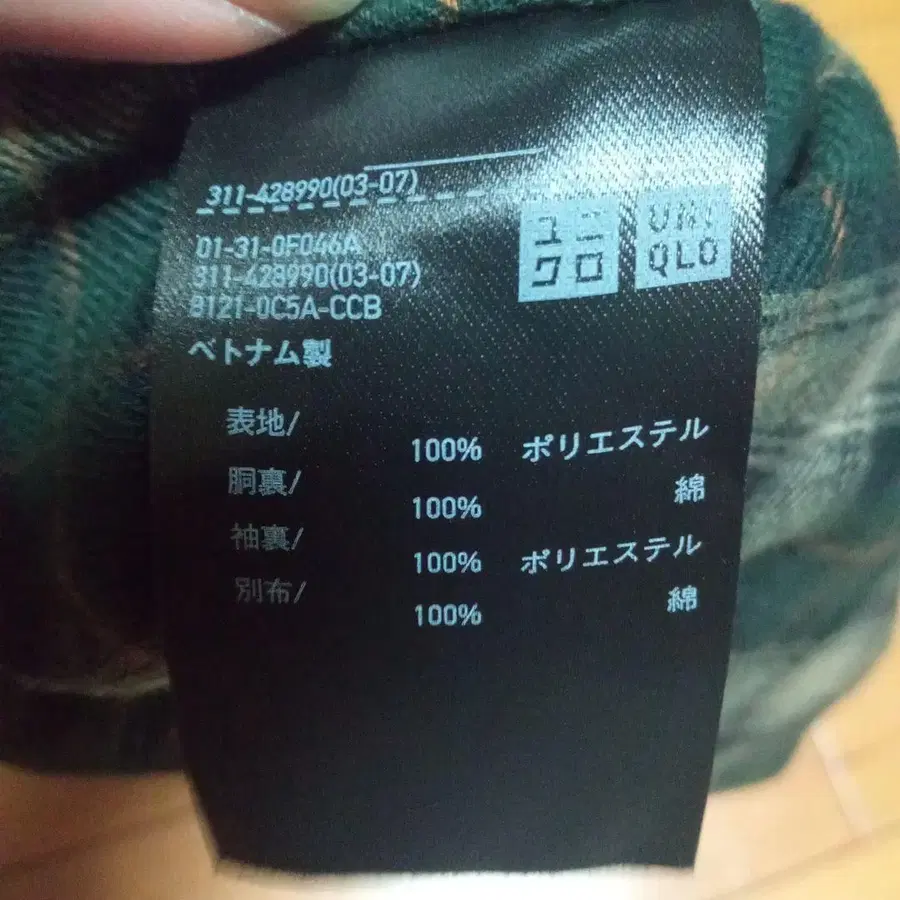 311-428990(03-07)
ユニクロ
UNIQLO
01-31-0F046A
311-428990(03-07)
8121-0C5A-CCB
ベトナム製
表地/ 100% ポリエステル
胴裏/ 100% 綿
袖裏/ 100% ポリエステル
別布/ 100% 綿